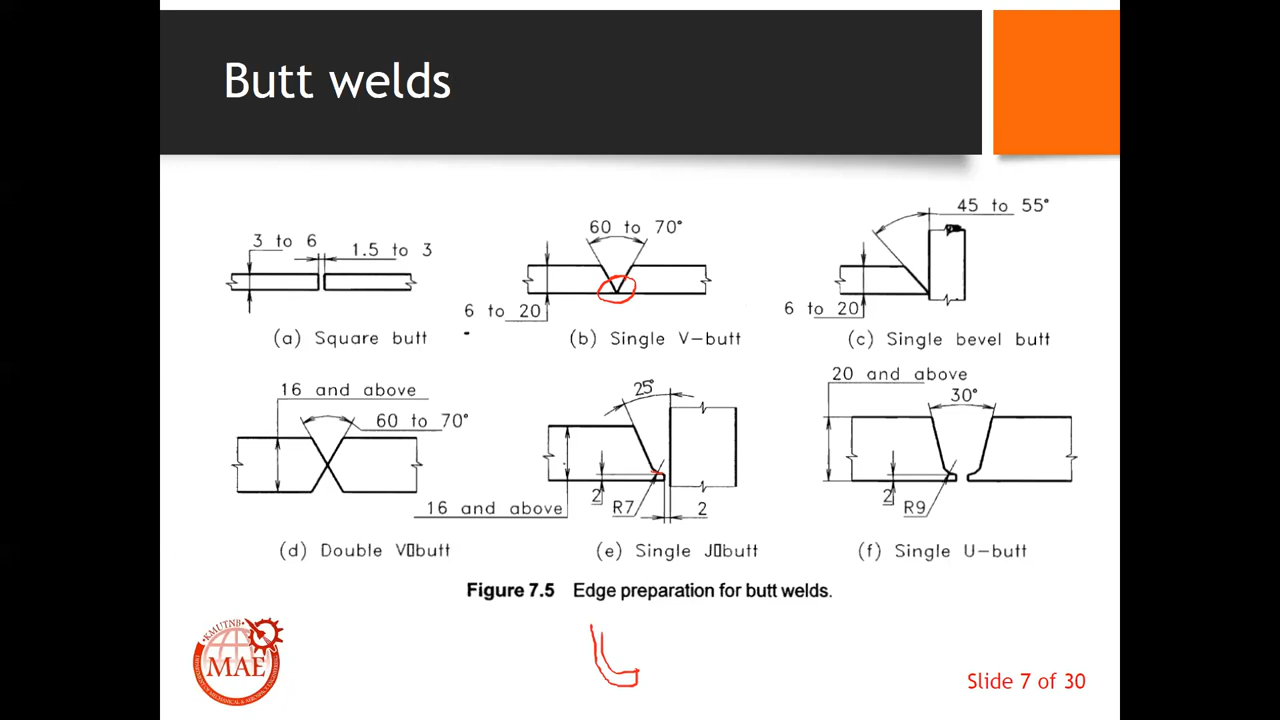 Butt welds
3 to 6
1.5 to 3
(a) Square butt
60 to 70°
6 to 20
(b) Single V-butt
45 to 55°
6 to 20
(c) Single bevel butt
16 and above
60 to 70°
(d) Double V▯butt
25°
2
R7
2
16 and above
(e) Single J▯butt
20 and above
30°
2
R9
(f) Single U-butt
Figure 7.5 Edge preparation for butt welds.
•KMUTNB•
MAE
Slide 7 of 30